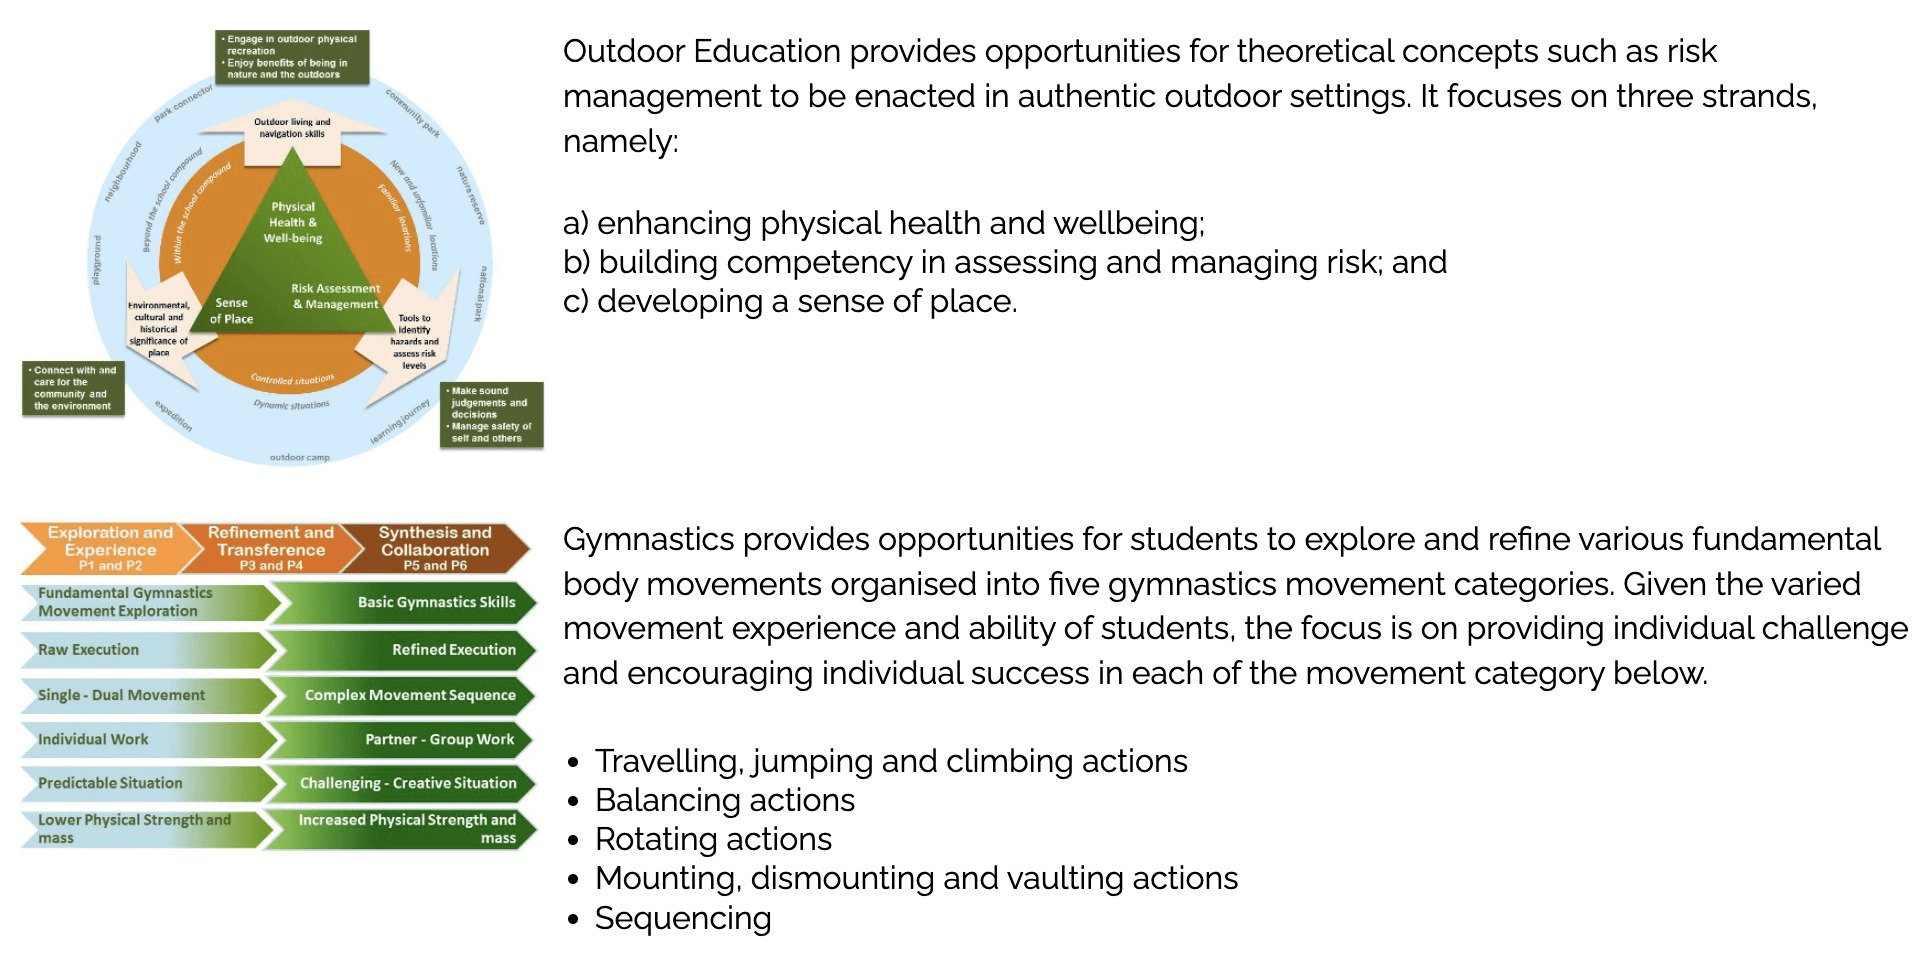 • Engage in outdoor physical
recreation
• Enjoy benefits of being in
nature and the outdoors
park connector
community park
neighbourhood
nature reserve
playground
national park
expedition
learning journey
outdoor camp
Beyond the school compound
New and unfamiliar locations
Dynamic situations
Within the school compound
Familiar locations
Controlled situations
Outdoor living and
navigation skills
Physical
Health &
Well-being
Risk Assessment
& Management
Sense
of Place
Environmental,
cultural and
historical
significance of
place
Tools to
identify
hazards and
assess risk
levels
• Connect with and
care for the
community and
the environment
• Make sound
judgements and
decisions
• Manage safety of
self and others
Outdoor Education provides opportunities for theoretical concepts such as risk
management to be enacted in authentic outdoor settings. It focuses on three strands,
namely:
a) enhancing physical health and wellbeing;
b) building competency in assessing and managing risk; and
c) developing a sense of place.
Exploration and
Experience
P1 and P2
Refinement and
Transference
P3 and P4
Synthesis and
Collaboration
P5 and P6
Fundamental Gymnastics
Movement Exploration
Basic Gymnastics Skills
Raw Execution
Refined Execution
Single - Dual Movement
Complex Movement Sequence
Individual Work
Partner - Group Work
Predictable Situation
Challenging - Creative Situation
Lower Physical Strength and
mass
Increased Physical Strength and
mass
Gymnastics provides opportunities for students to explore and refine various fundamental
body movements organised into five gymnastics movement categories. Given the varied
movement experience and ability of students, the focus is on providing individual challenge
and encouraging individual success in each of the movement category below.
• Travelling, jumping and climbing actions
• Balancing actions
• Rotating actions
• Mounting, dismounting and vaulting actions
• Sequencing